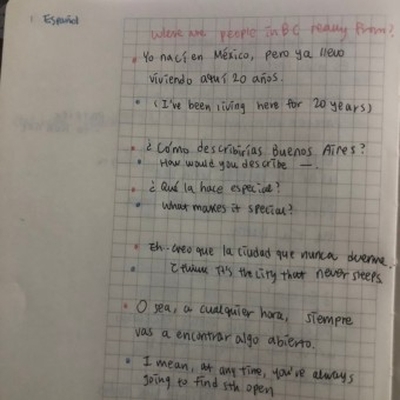 1 Español
where are people in BC really from?
Yo nací en México, pero ya llevo
viviendo aquí 20 años.
(I've been living here for 20 years)
¿Cómo describirías Buenos Aires?
How would you describe —.
¿Qué la hace especial?
What makes it special?
Eh. creo que la ciudad que nunca duerme.
I think it's the city that never sleeps
O sea, a cualquier hora, siempre
vas a encontrar algo abierto.
I mean, at any time, you've always
going to find sth open